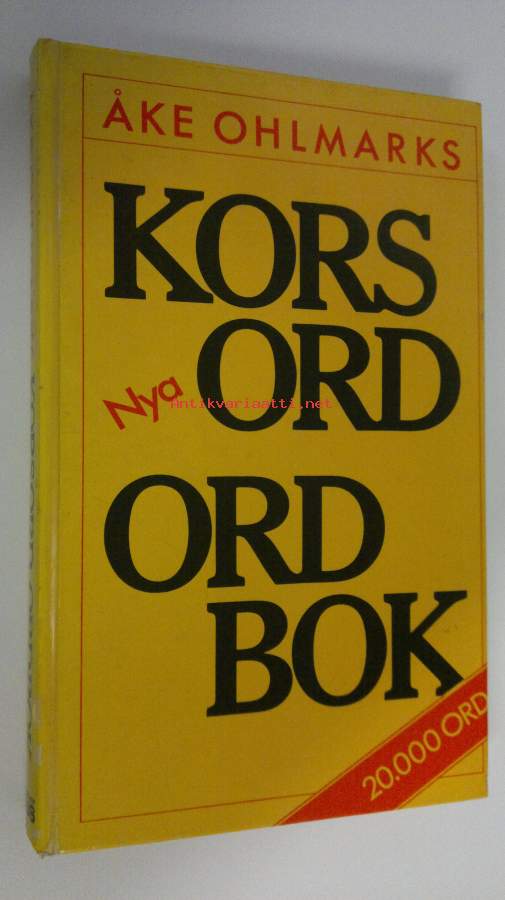 ÅKE OHLMARKS
KORS
Nya ORD
Antikvariaatti.net
ORD
BOK
20.000 ORD